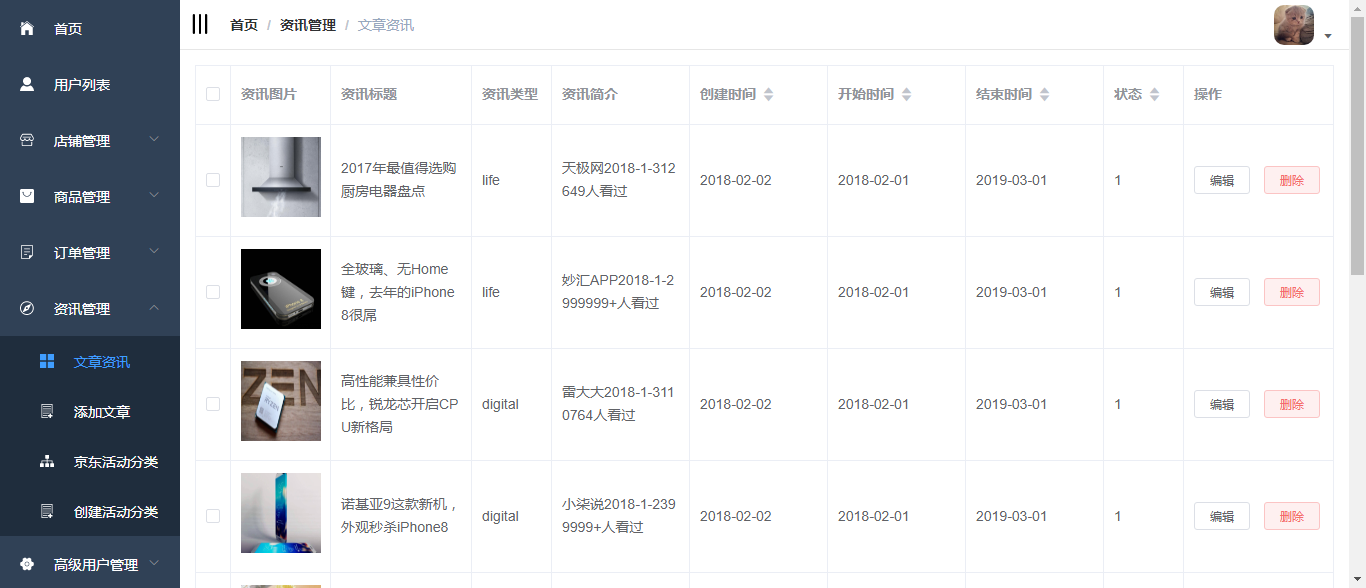 首页
用户列表
店铺管理
商品管理
订单管理
资讯管理
文章资讯
添加文章
京东活动分类
创建活动分类
高级用户管理
首页 / 资讯管理 / 文章资讯
资讯图片 资讯标题 资讯类型 资讯简介 创建时间 开始时间 结束时间 状态 操作
2017年最值得选购
厨房电器盘点
life
天极网2018-1-312
649人看过
2018-02-02 2018-02-01 2019-03-01 1 编辑 删除
全玻璃、无Home
键，去年的iPhone
8很屌
life
妙汇APP2018-1-2
999999+人看过
2018-02-02 2018-02-01 2019-03-01 1 编辑 删除
ZEN
RYZEN
高性能兼具性价
比，锐龙芯开启CP
U新格局
digital
雷大大2018-1-311
0764人看过
2018-02-02 2018-02-01 2019-03-01 1 编辑 删除
诺基亚9这款新机，
外观秒杀iPhone8
digital
小柒说2018-1-239
9999+人看过
2018-02-02 2018-02-01 2019-03-01 1 编辑 删除